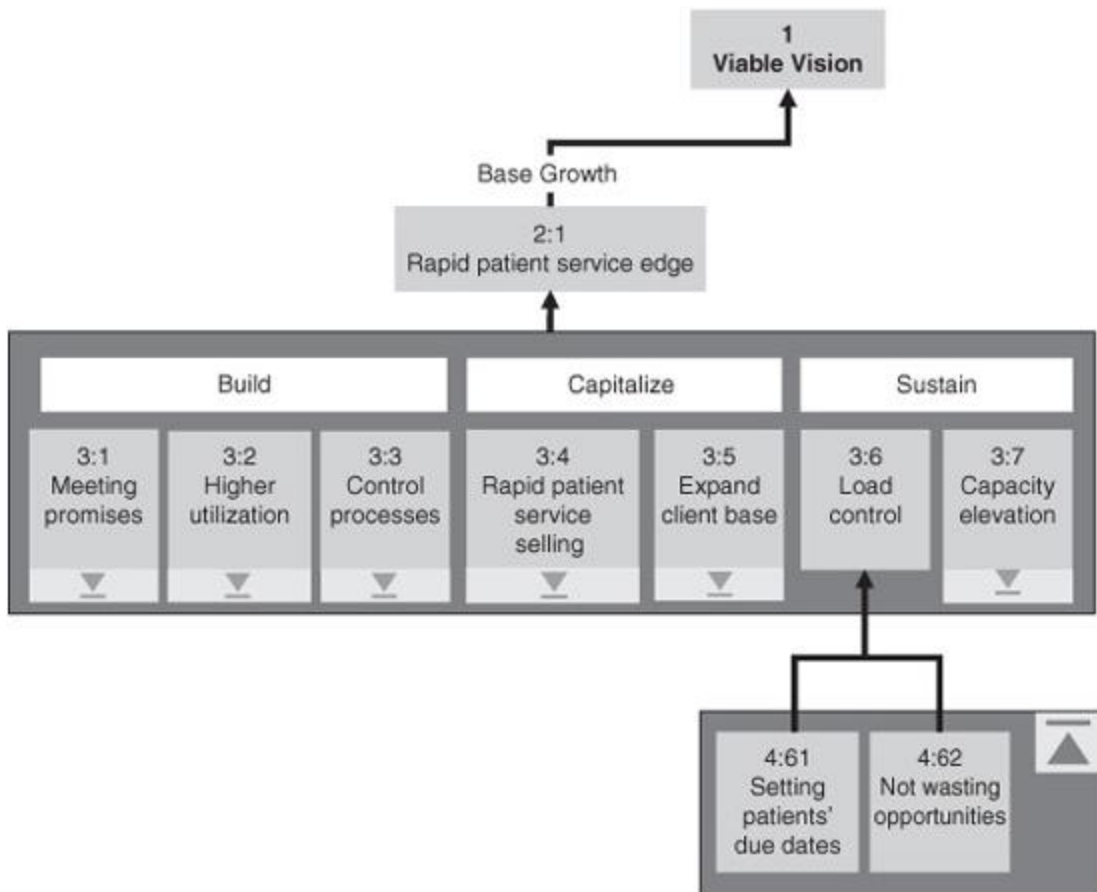 1
Viable Vision
Base Growth
2:1
Rapid patient service edge
Build
Capitalize
Sustain
3:1
Meeting
promises
3:2
Higher
utilization
3:3
Control
processes
3:4
Rapid patient
service
selling
3:5
Expand
client base
3:6
Load
control
3:7
Capacity
elevation
4:61
Setting
patients’
due dates
4:62
Not wasting
opportunities